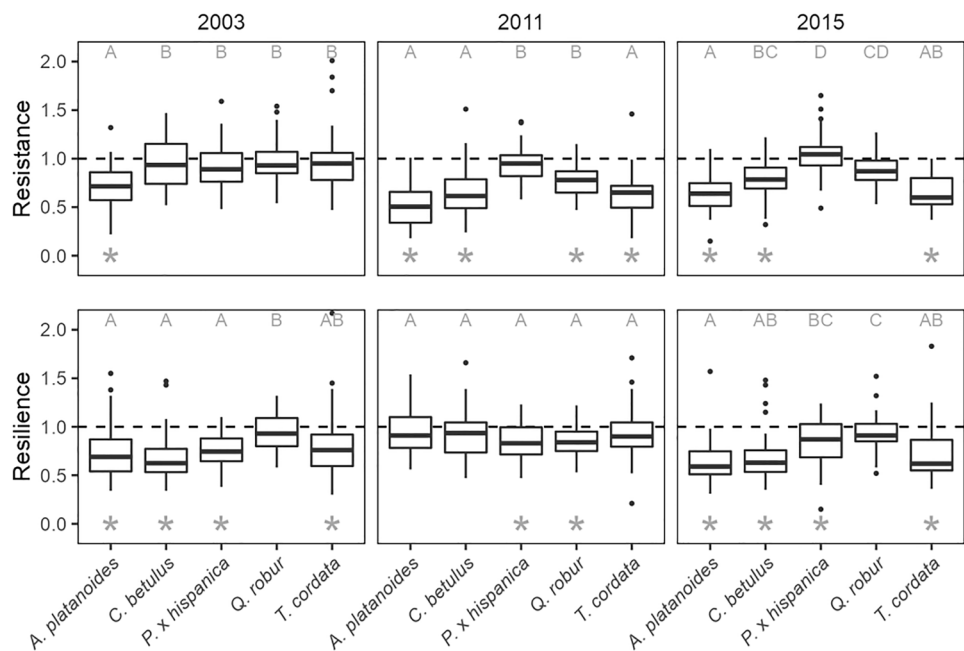 2003 2011 2015
A B B B B A A B B A A BC D CD AB
Resistance
2.0
1.5
1.0
0.5
0.0
* * * * * * * *
A A A B AB A A A A A A AB BC C AB
Resilience
2.0
1.5
1.0
0.5
0.0
* * * * * * * * * *
A. platanoides C. betulus P. x hispanica Q. robur T. cordata A. platanoides C. betulus P. x hispanica Q. robur T. cordata A. platanoides C. betulus P. x hispanica Q. robur T. cordata